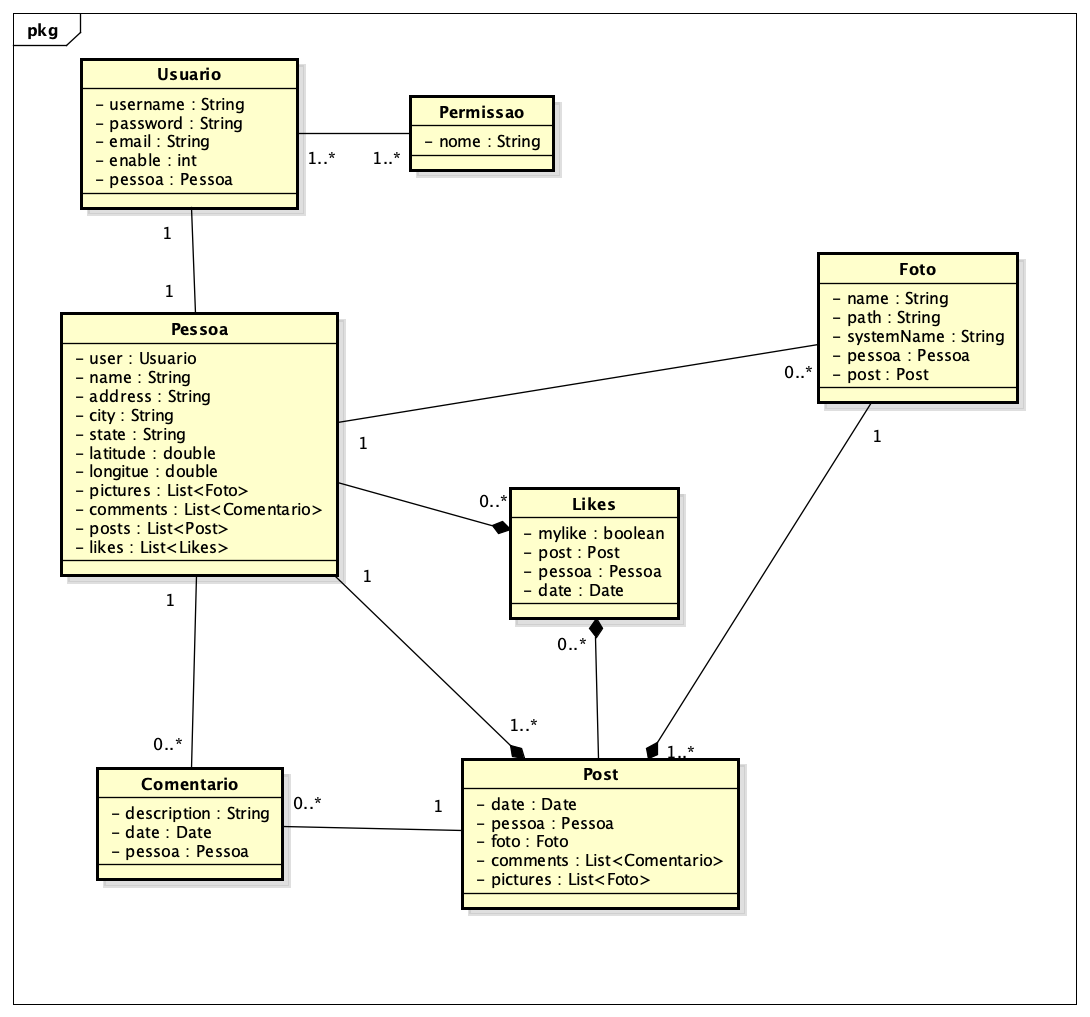 pkg
Usuario
- username : String
- password : String
- email : String
- enable : int
- pessoa : Pessoa
Permissao
- nome : String
1..*
1..*
1
1
Pessoa
- user : Usuario
- name : String
- address : String
- city : String
- state : String
- latitude : double
- longitue : double
- pictures : List<Foto>
- comments : List<Comentario>
- posts : List<Post>
- likes : List<Likes>
Foto
- name : String
- path : String
- systemName : String
- pessoa : Pessoa
- post : Post
0..*
1
1
0..*
Likes
- mylike : boolean
- post : Post
- pessoa : Pessoa
- date : Date
1
1
0..*
1..*
1..*
0..*
Comentario
- description : String
- date : Date
- pessoa : Pessoa
0..*
1
Post
- date : Date
- pessoa : Pessoa
- foto : Foto
- comments : List<Comentario>
- pictures : List<Foto>